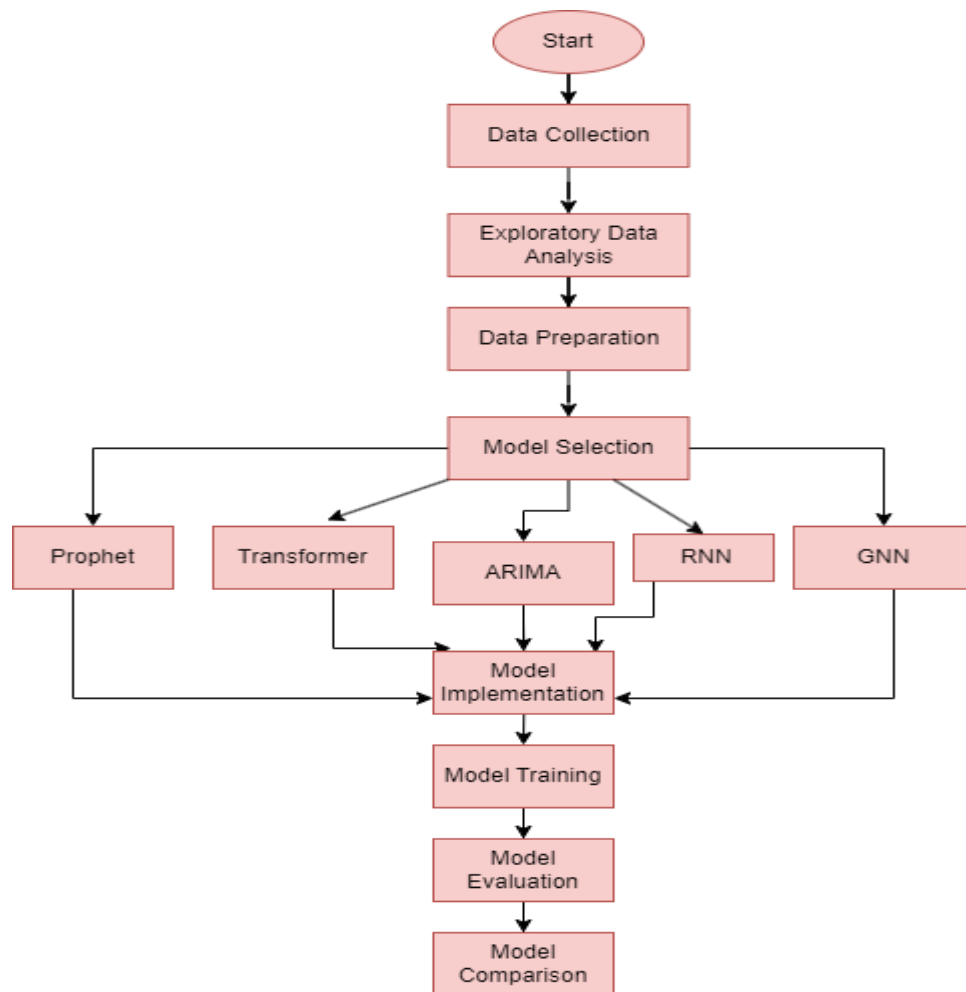 Start
Data Collection
Exploratory Data
Analysis
Data Preparation
Model Selection
Prophet
Transformer
ARIMA
RNN
GNN
Model
Implementation
Model Training
Model
Evaluation
Model
Comparison